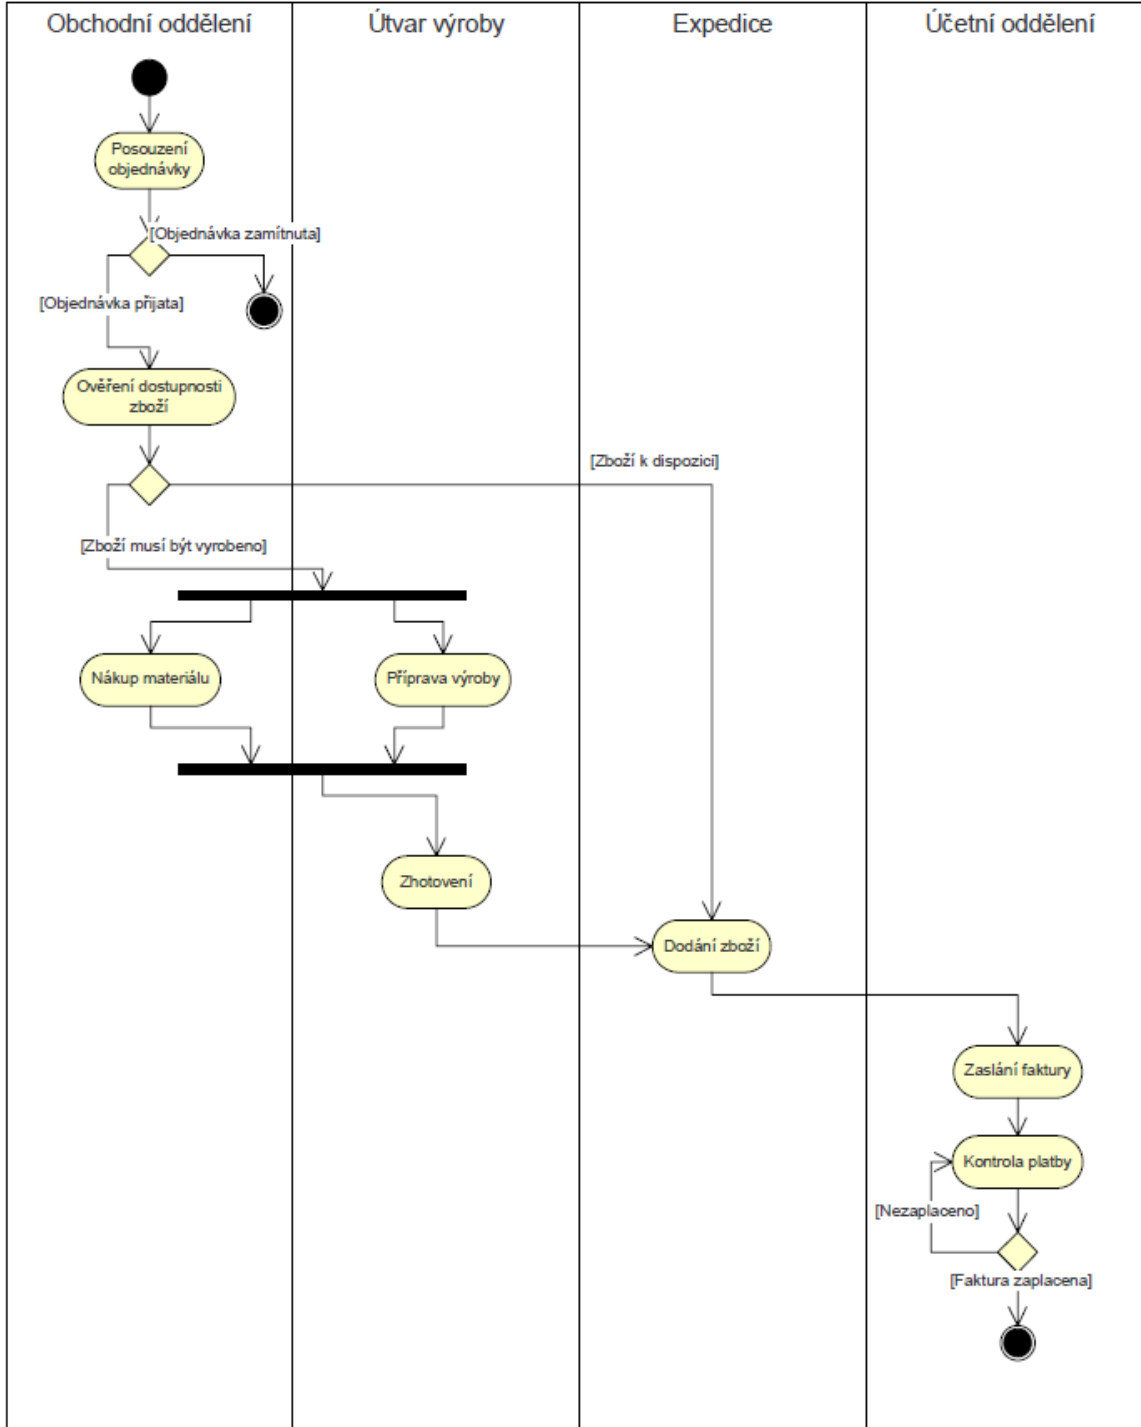 Obchodní oddělení
Útvar výroby
Expedice
Účetní oddělení
Posouzení
objednávky
[Objednávka zamítnuta]
[Objednávka přijata]
Ověření dostupnosti
zboží
[Zboží k dispozici]
[Zboží musí být vyrobeno]
Nákup materiálu
Příprava výroby
Zhotovení
Dodání zboží
Zaslání faktury
Kontrola platby
[Nezaplaceno]
[Faktura zaplacena]